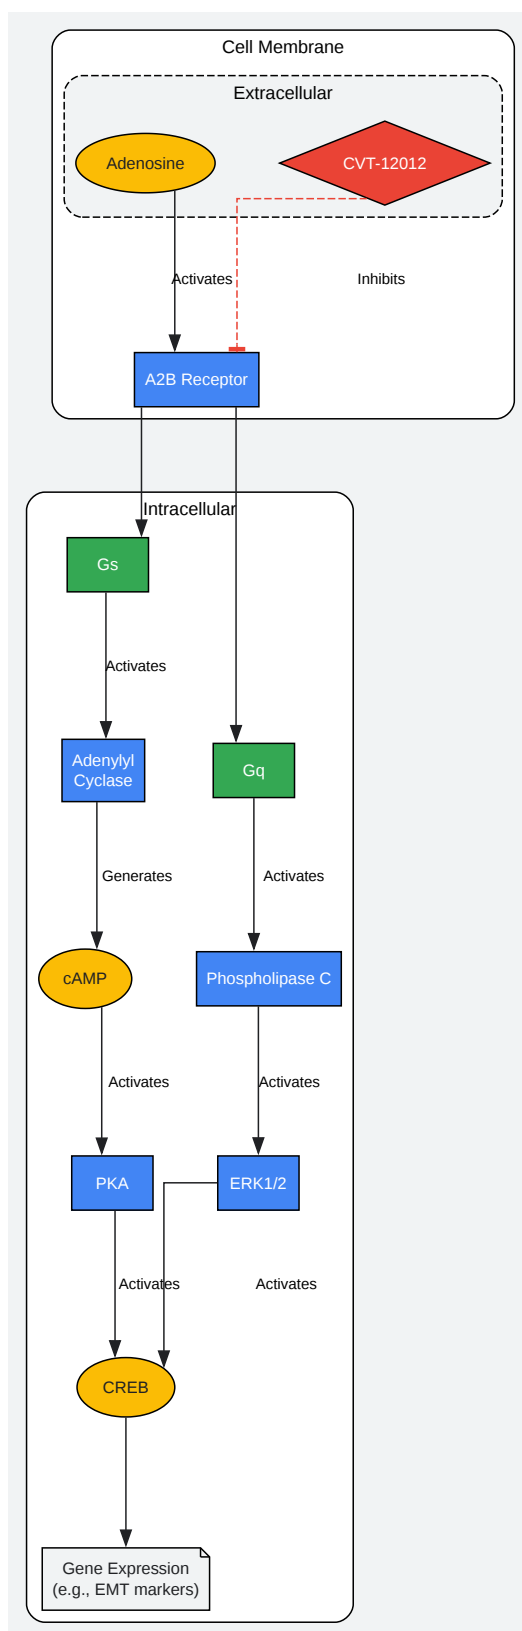 Cell Membrane
Extracellular
Adenosine
CVT-12012
Activates
Inhibits
A2B Receptor
Intracellular
Gs
Activates
Adenylyl
Cyclase
Gq
Generates
Activates
cAMP
Phospholipase C
Activates
Activates
PKA
ERK1/2
Activates
Activates
CREB
Gene Expression
(e.g., EMT markers)